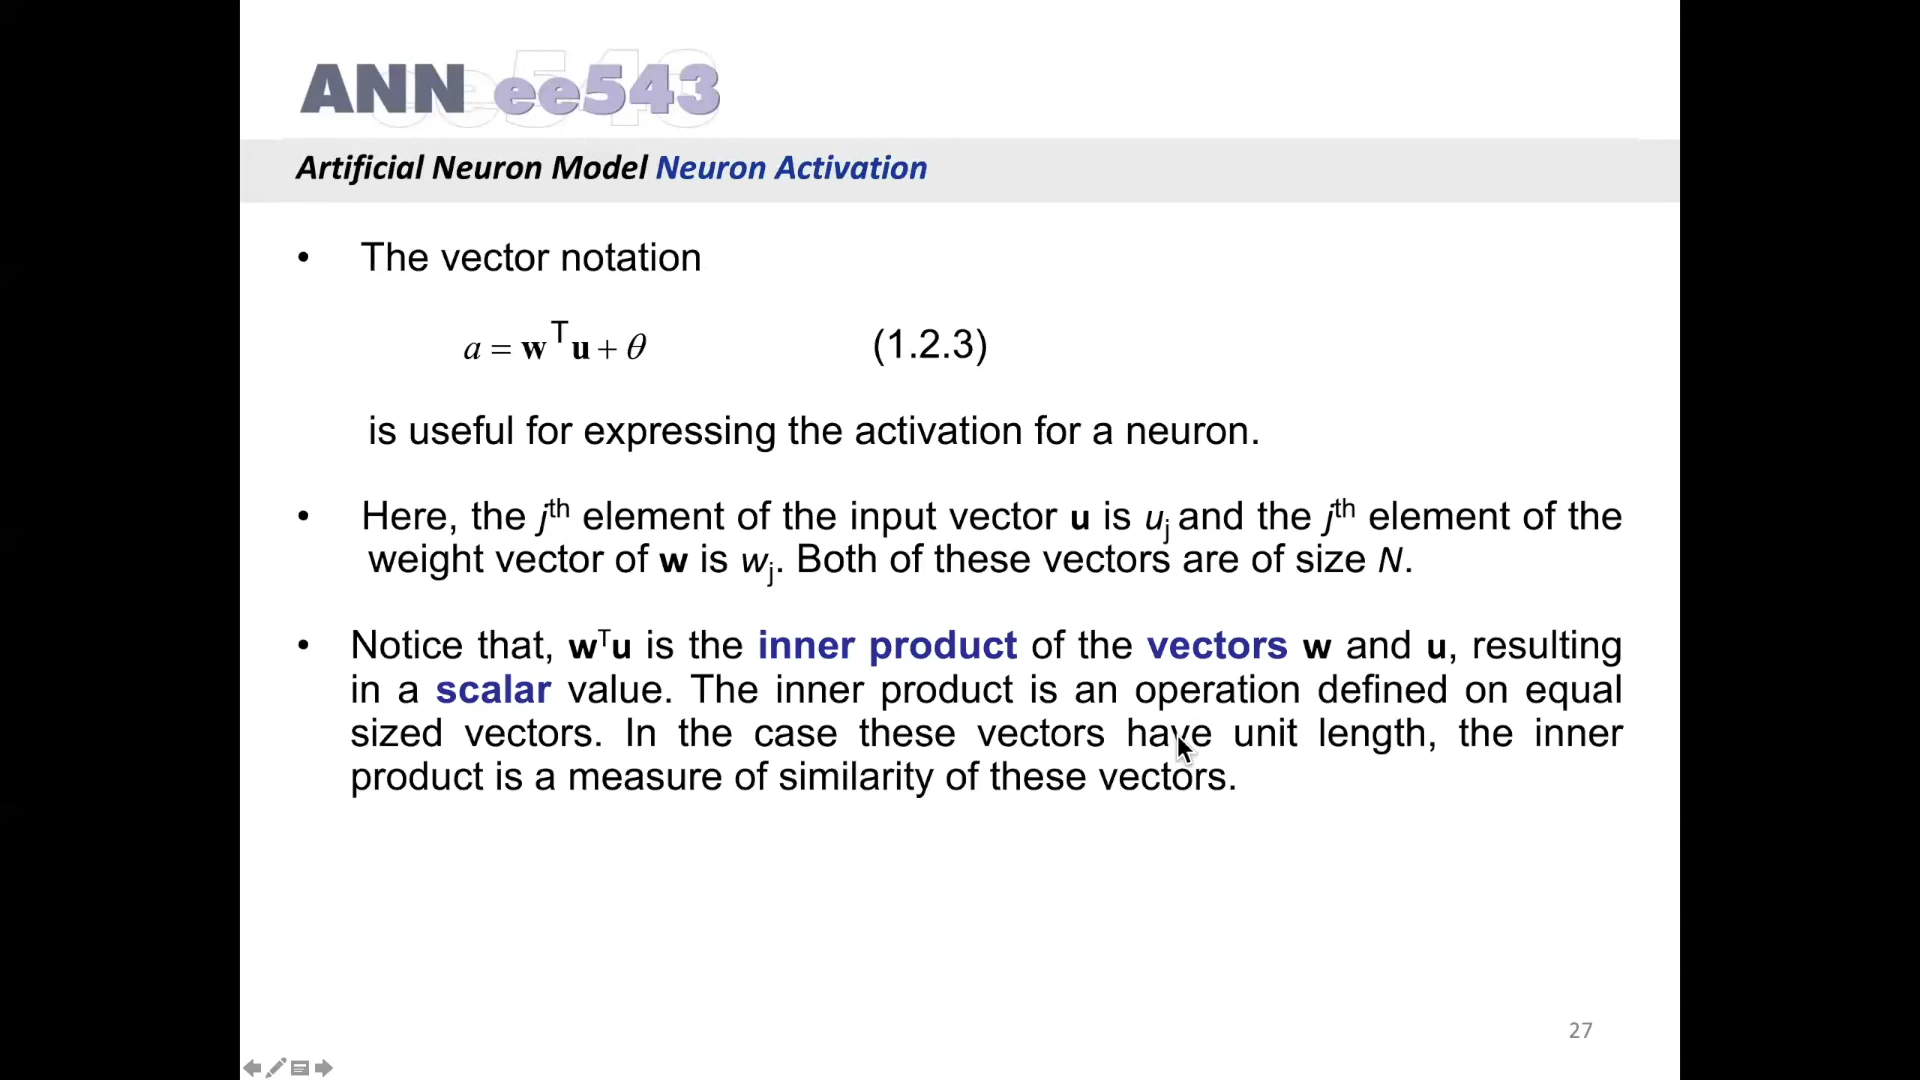 ANN ee543
Artificial Neuron Model Neuron Activation
• The vector notation
a = wᵀu + θ (1.2.3)
is useful for expressing the activation for a neuron.
• Here, the jᵗʰ element of the input vector u is uⱼ and the jᵗʰ element of the
weight vector of w is wⱼ. Both of these vectors are of size N.
• Notice that, wᵀu is the inner product of the vectors w and u, resulting
in a scalar value. The inner product is an operation defined on equal
sized vectors. In the case these vectors have unit length, the inner
product is a measure of similarity of these vectors.
27